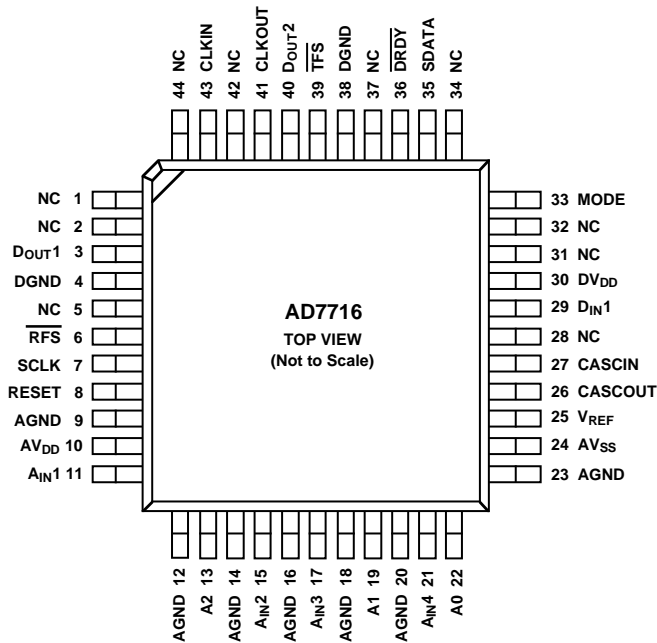 44 NC
43 CLKIN
42 NC
41 CLKOUT
40 DOUT2
39 TFS
38 DGND
37 NC
36 DRDY
35 SDATA
34 NC
NC 1
NC 2
DOUT1 3
DGND 4
NC 5
RFS 6
SCLK 7
RESET 8
AGND 9
AVDD 10
AIN1 11
AD7716
TOP VIEW
(Not to Scale)
33 MODE
32 NC
31 NC
30 DVDD
29 DIN1
28 NC
27 CASCIN
26 CASCOUT
25 VREF
24 AVSS
23 AGND
AGND 12
A2 13
AGND 14
AIN2 15
AGND 16
AIN3 17
AGND 18
A1 19
AGND 20
AIN4 21
A0 22